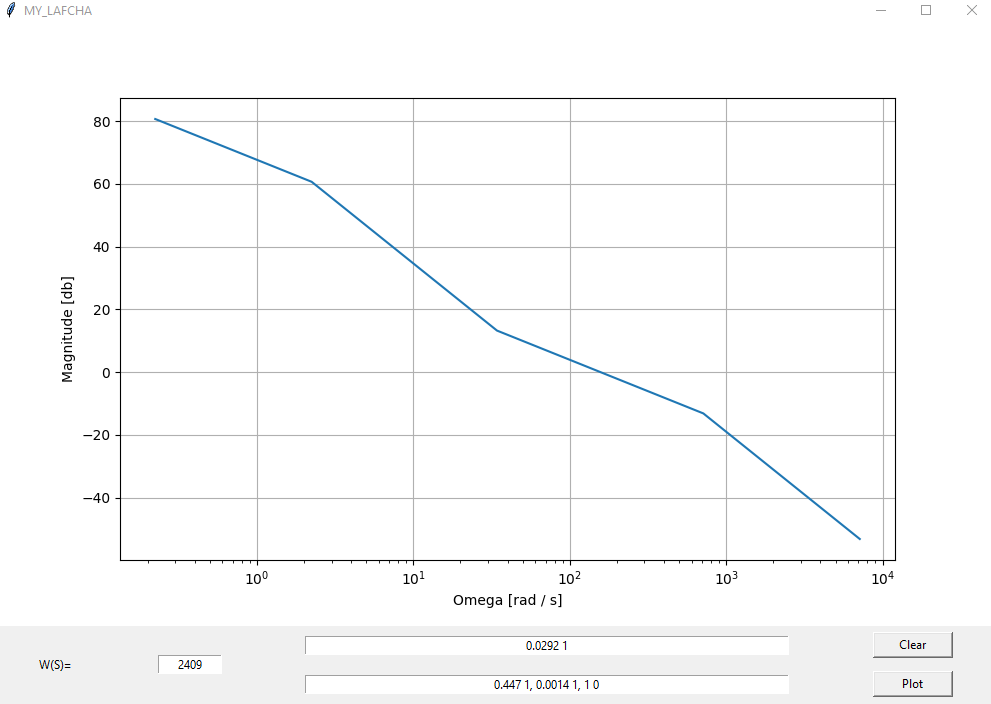 MY_LAFCHA
80
60
40
20
0
−20
−40
10⁰ 10¹ 10² 10³ 10⁴
Magnitude [db]
Omega [rad / s]
0.0292 1
Clear
W(S)= 2409
0.447 1, 0.0014 1, 1 0
Plot